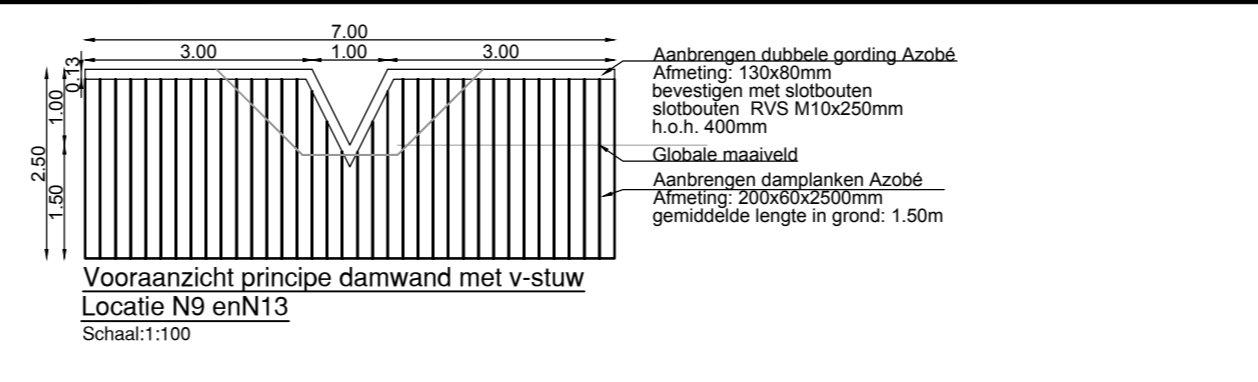 7.00
3.00 1.00 3.00
0.13
1.00
2.50
1.50
Aanbrengen dubbele gording Azobé
Afmeting: 130x80mm
bevestigen met slotbouten
slotbouten RVS M10x250mm
h.o.h. 400mm
Globale maaiveld
Aanbrengen damplanken Azobé
Afmeting: 200x60x2500mm
gemiddelde lengte in grond: 1.50m
Vooraanzicht principe damwand met v-stuw
Locatie N9 enN13
Schaal:1:100